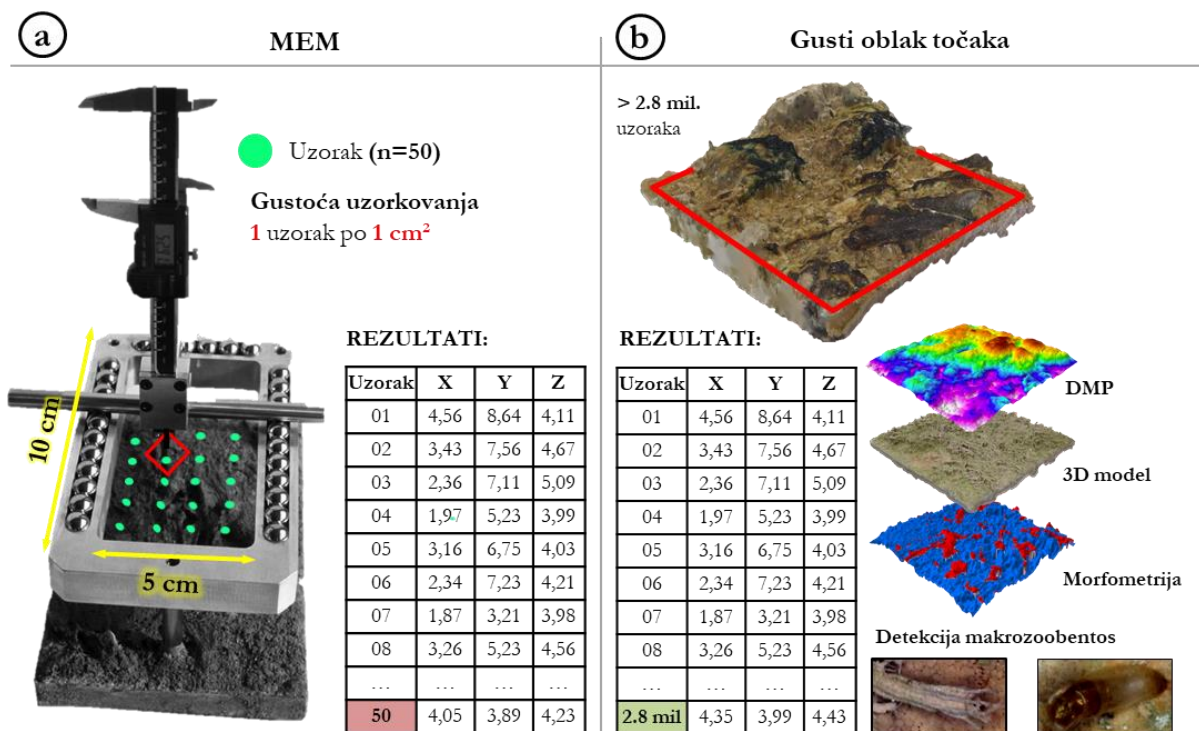 a
MEM
Uzorak (n=50)
Gustoća uzorkovanja
1 uzorak po 1 cm²
10 cm
5 cm
REZULTATI:
Uzorak X Y Z
01 4,56 8,64 4,11
02 3,43 7,56 4,67
03 2,36 7,11 5,09
04 1,97 5,23 3,99
05 3,16 6,75 4,03
06 2,34 7,23 4,21
07 1,87 3,21 3,98
08 3,26 5,23 4,56
... ... ... ...
50 4,05 3,89 4,23
b
Gusti oblak točaka
> 2.8 mil.
uzoraka
REZULTATI:
Uzorak X Y Z
01 4,56 8,64 4,11
02 3,43 7,56 4,67
03 2,36 7,11 5,09
04 1,97 5,23 3,99
05 3,16 6,75 4,03
06 2,34 7,23 4,21
07 1,87 3,21 3,98
08 3,26 5,23 4,56
... ... ... ...
2.8 mil 4,35 3,99 4,43
DMP
3D model
Morfometrija
Detekcija makrozoobentos